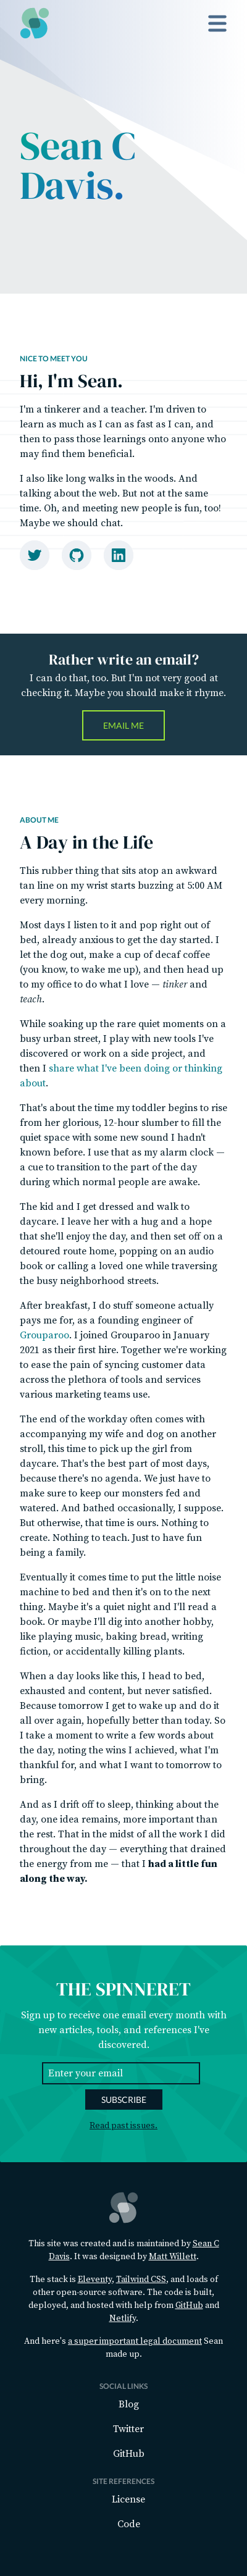 Sean C
Davis.
NICE TO MEET YOU
Hi, I'm Sean.
I'm a tinkerer and a teacher. I'm driven to
learn as much as I can as fast as I can, and
then to pass those learnings onto anyone who
may find them beneficial.
I also like long walks in the woods. And
talking about the web. But not at the same
time. Oh, and meeting new people is fun, too!
Maybe we should chat.
Rather write an email?
I can do that, too. But I'm not very good at
checking it. Maybe you should make it rhyme.
EMAIL ME
ABOUT ME
A Day in the Life
This rubber thing that sits atop an awkward
tan line on my wrist starts buzzing at 5:00 AM
every morning.
Most days I listen to it and pop right out of
bed, already anxious to get the day started. I
let the dog out, make a cup of decaf coffee
(you know, to wake me up), and then head up
to my office to do what I love — tinker and
teach.
While soaking up the rare quiet moments on a
busy urban street, I play with new tools I've
discovered or work on a side project, and
then I share what I've been doing or thinking
about.
That's about the time my toddler begins to rise
from her glorious, 12-hour slumber to fill the
quiet space with some new sound I hadn't
known before. I use that as my alarm clock —
a cue to transition to the part of the day
during which normal people are awake.
The kid and I get dressed and walk to
daycare. I leave her with a hug and a hope
that she'll enjoy the day, and then set off on a
detoured route home, popping on an audio
book or calling a loved one while traversing
the busy neighborhood streets.
After breakfast, I do stuff someone actually
pays me for, as a founding engineer of
Grouparoo. I joined Grouparoo in January
2021 as their first hire. Together we're working
to ease the pain of syncing customer data
across the plethora of tools and services
various marketing teams use.
The end of the workday often comes with
accompanying my wife and dog on another
stroll, this time to pick up the girl from
daycare. That's the best part of most days,
because there's no agenda. We just have to
make sure to keep our monsters fed and
watered. And bathed occasionally, I suppose.
But otherwise, that time is ours. Nothing to
create. Nothing to teach. Just to have fun
being a family.
Eventually it comes time to put the little noise
machine to bed and then it's on to the next
thing. Maybe it's a quiet night and I'll read a
book. Or maybe I'll dig into another hobby,
like playing music, baking bread, writing
fiction, or accidentally killing plants.
When a day looks like this, I head to bed,
exhausted and content, but never satisfied.
Because tomorrow I get to wake up and do it
all over again, hopefully better than today. So
I take a moment to write a few words about
the day, noting the wins I achieved, what I'm
thankful for, and what I want to tomorrow to
bring.
And as I drift off to sleep, thinking about the
day, one idea remains, more important than
the rest. That in the midst of all the work I did
throughout the day — everything that drained
the energy from me — that I had a little fun
along the way.
THE SPINNERET
Sign up to receive one email every month with
new articles, tools, and references I've
discovered.
Enter your email
SUBSCRIBE
Read past issues.
This site was created and is maintained by Sean C
Davis. It was designed by Matt Willett.
The stack is Eleventy, Tailwind CSS, and loads of
other open-source software. The code is built,
deployed, and hosted with help from GitHub and
Netlify.
And here's a super important legal document Sean
made up.
SOCIAL LINKS
Blog
Twitter
GitHub
SITE REFERENCES
License
Code